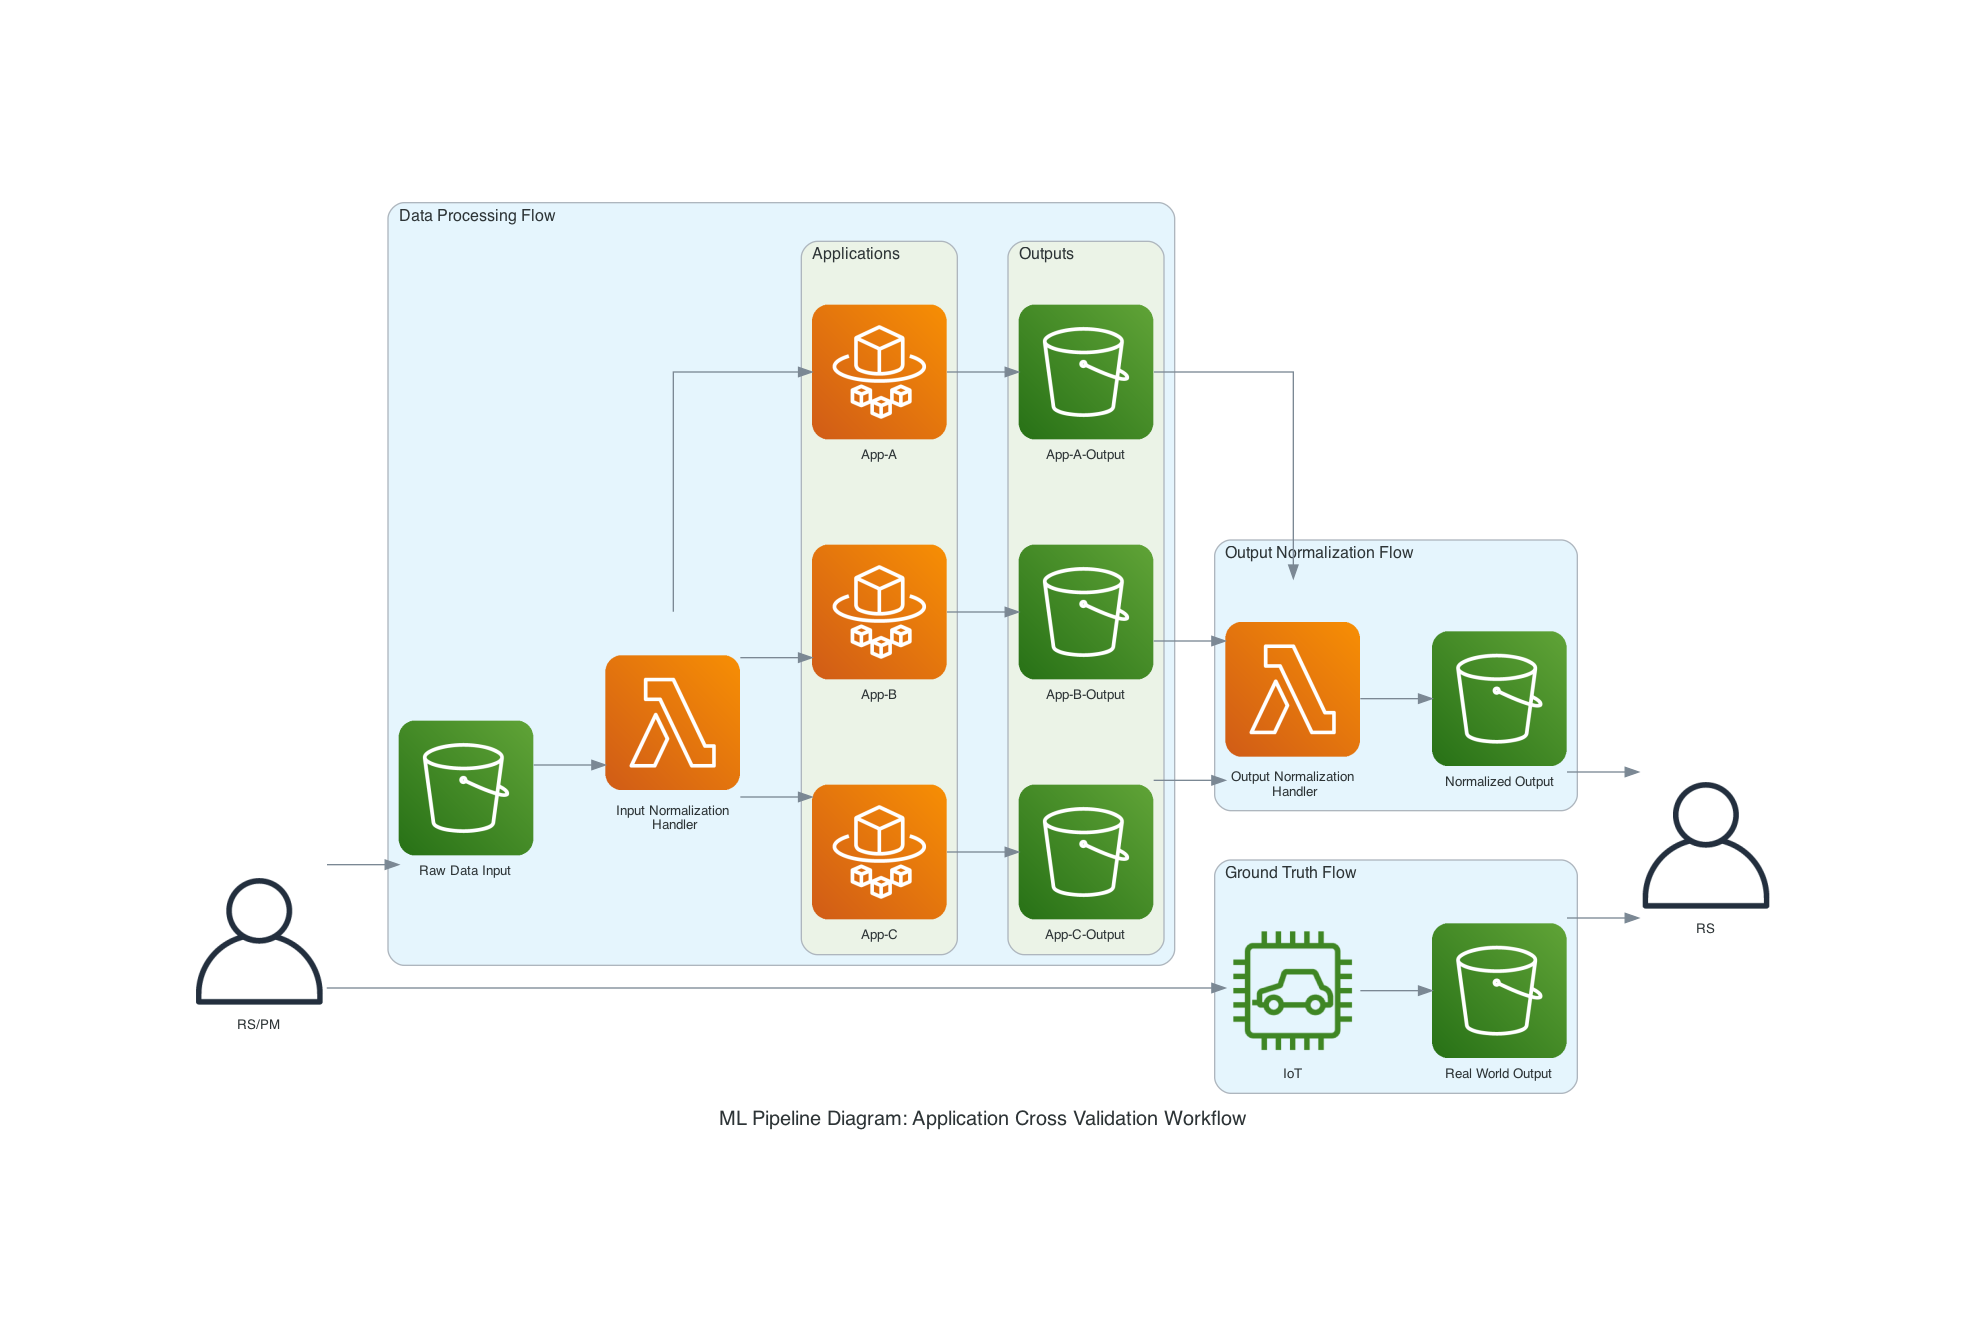 Data Processing Flow
Applications
Outputs
App-A
App-A-Output
Output Normalization Flow
App-B
App-B-Output
Output Normalization
Handler
Normalized Output
Input Normalization
Handler
Raw Data Input
Ground Truth Flow
App-C
App-C-Output
RS
RS/PM
IoT
Real World Output
ML Pipeline Diagram: Application Cross Validation Workflow